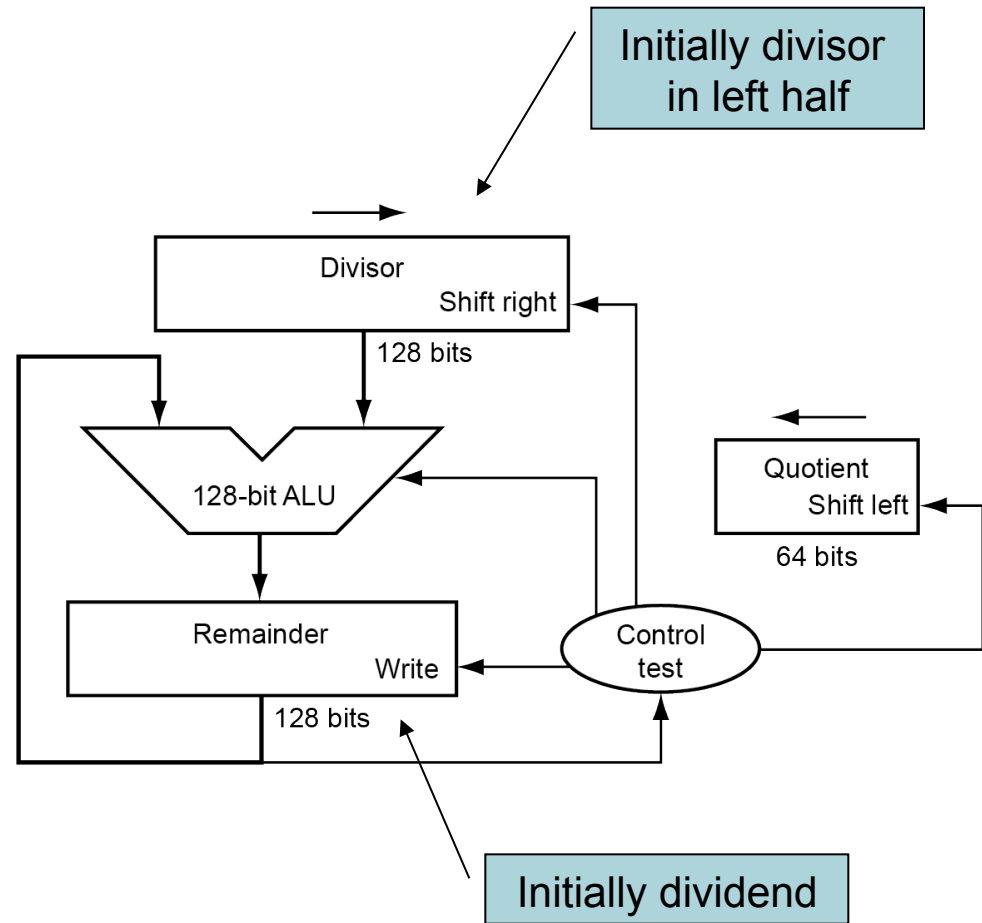 Initially divisor
in left half
Divisor
Shift right
128 bits
128-bit ALU
Quotient
Shift left
64 bits
Remainder
Write
128 bits
Control
test
Initially dividend